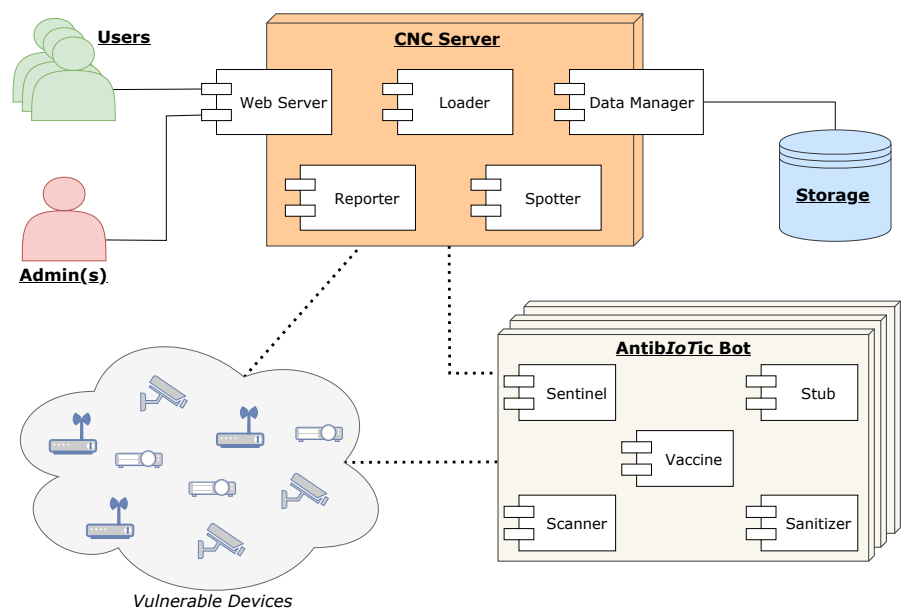 Users
CNC Server
Web Server
Loader
Data Manager
Reporter
Spotter
Storage
Admin(s)
AntibIoTic Bot
Sentinel
Stub
Vaccine
Scanner
Sanitizer
Vulnerable Devices